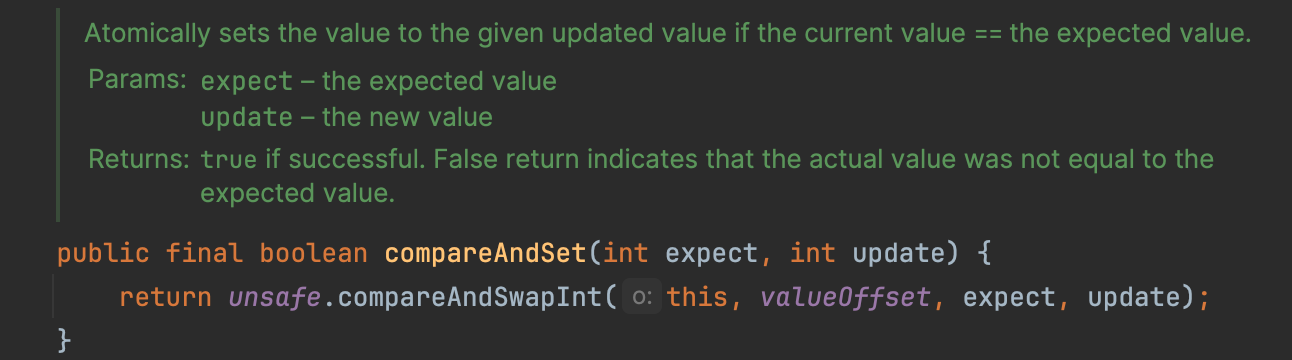 Atomically sets the value to the given updated value if the current value == the expected value.
Params: expect – the expected value
update – the new value
Returns: true if successful. False return indicates that the actual value was not equal to the
expected value.
public final boolean compareAndSet(int expect, int update) {
return unsafe.compareAndSwapInt( o: this, valueOffset, expect, update);
}